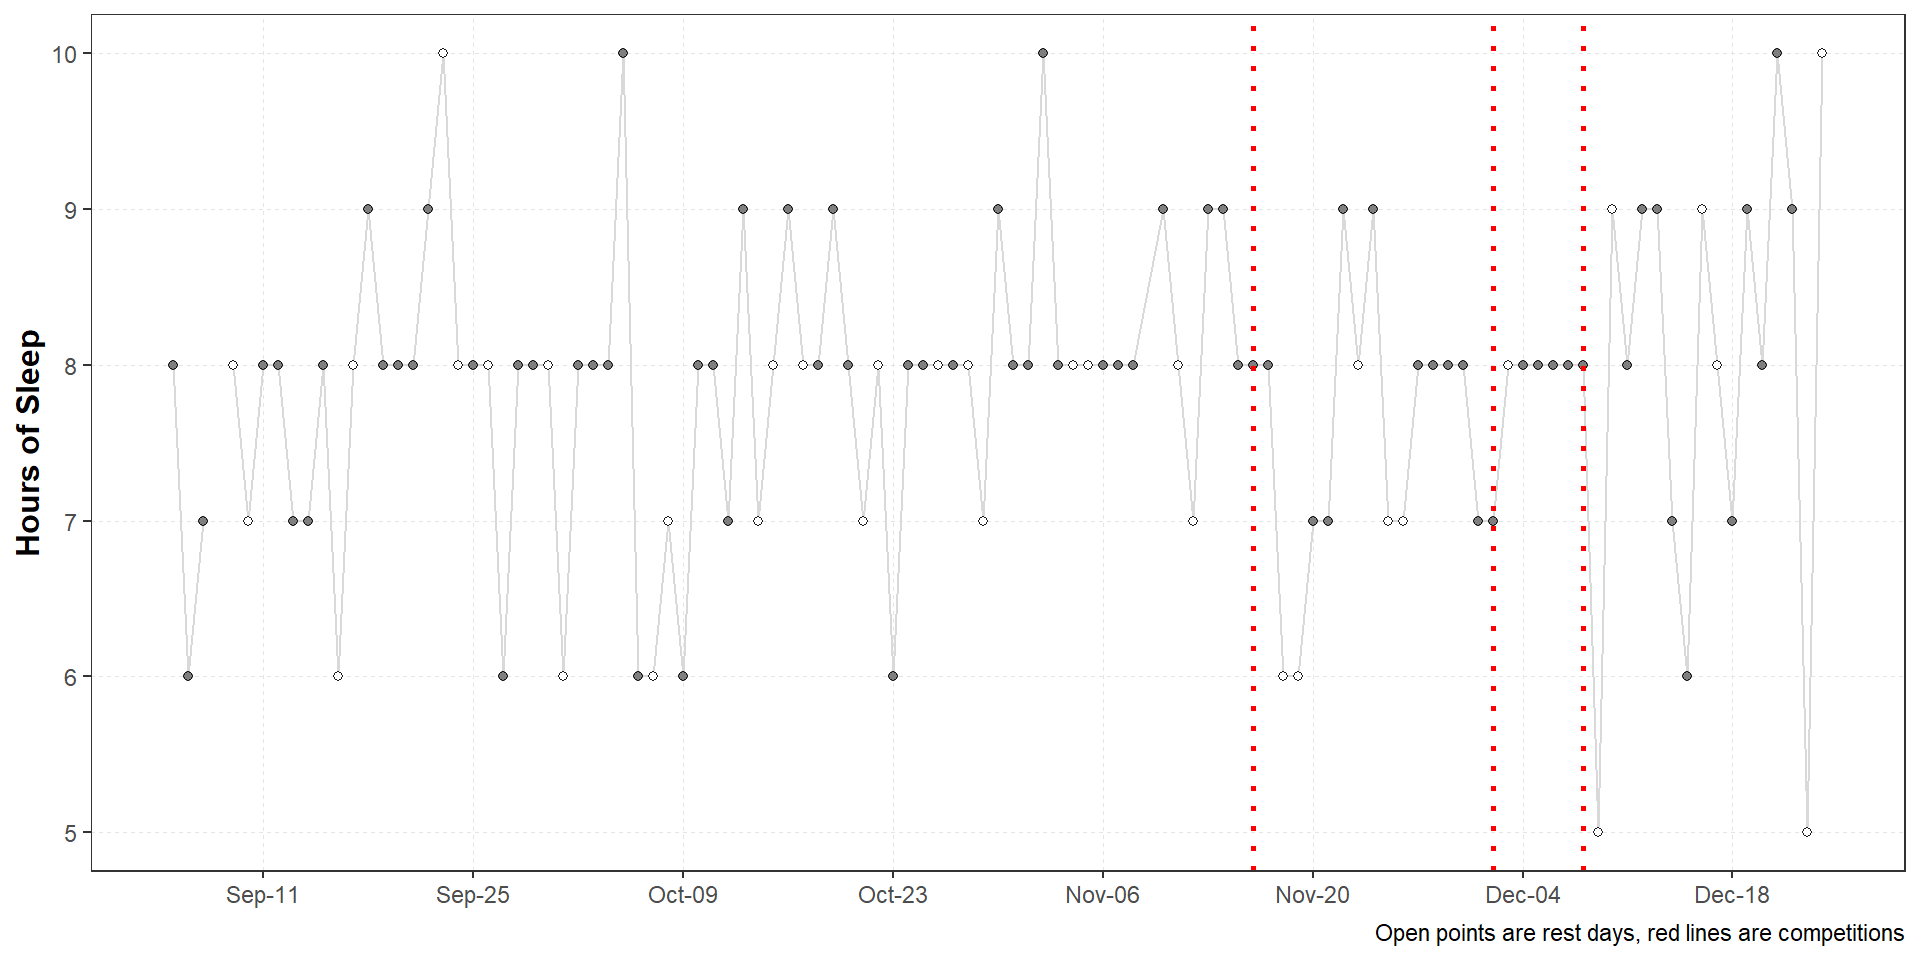 Hours of Sleep
10
9
8
7
6
5
Sep-11 Sep-25 Oct-09 Oct-23 Nov-06 Nov-20 Dec-04 Dec-18
Open points are rest days, red lines are competitions